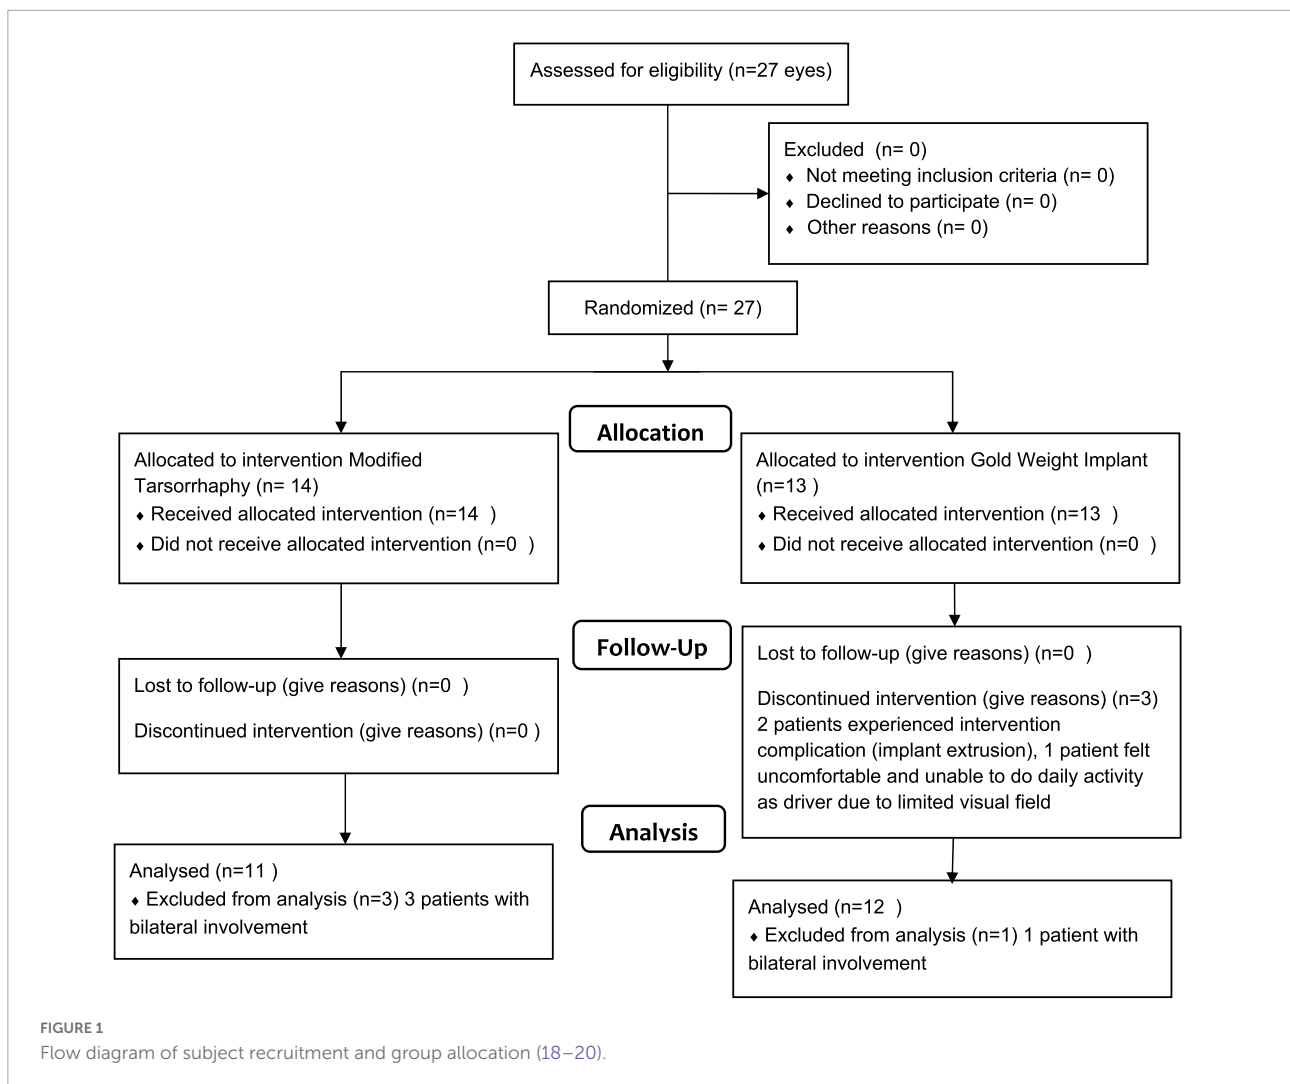 Assessed for eligibility (n=27 eyes)
Excluded (n= 0)
♦ Not meeting inclusion criteria (n= 0)
♦ Declined to participate (n= 0)
♦ Other reasons (n= 0)
Randomized (n= 27)
Allocation
Allocated to intervention Modified
Tarsorrhaphy (n= 14)
♦ Received allocated intervention (n=14 )
♦ Did not receive allocated intervention (n=0 )
Allocated to intervention Gold Weight Implant
(n=13 )
♦ Received allocated intervention (n=13 )
♦ Did not receive allocated intervention (n=0 )
Follow-Up
Lost to follow-up (give reasons) (n=0 )
Discontinued intervention (give reasons) (n=0 )
Lost to follow-up (give reasons) (n=0 )
Discontinued intervention (give reasons) (n=3)
2 patients experienced intervention
complication (implant extrusion), 1 patient felt
uncomfortable and unable to do daily activity
as driver due to limited visual field
Analysis
Analysed (n=11 )
♦ Excluded from analysis (n=3) 3 patients with
bilateral involvement
Analysed (n=12 )
♦ Excluded from analysis (n=1) 1 patient with
bilateral involvement
FIGURE 1
Flow diagram of subject recruitment and group allocation (18–20).